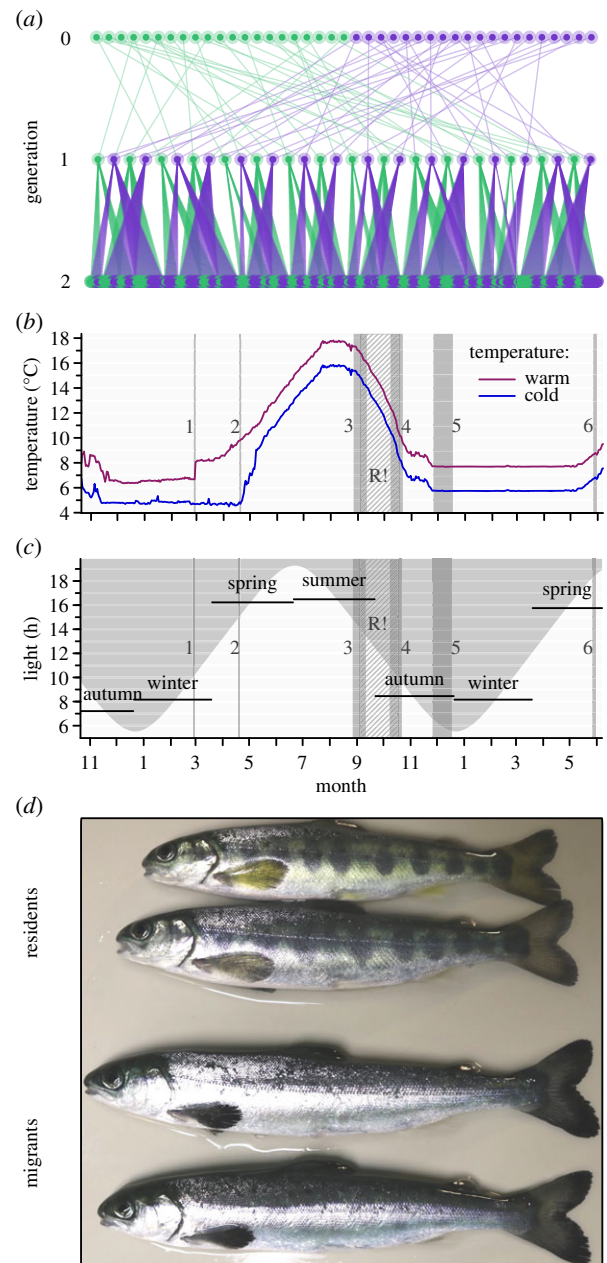 (a)
0
1
2
generation
(b)
18
16
14
12
10
8
6
4
temperature (°C)
temperature:
warm
cold
1 2 3 4 5 6
R!
(c)
18
16
14
12
10
8
6
light (h)
spring summer spring
R!
1 2 3 4 5 6
autumn winter autumn winter
11 1 3 5 7 9 11 1 3 5
month
(d)
residents
migrants